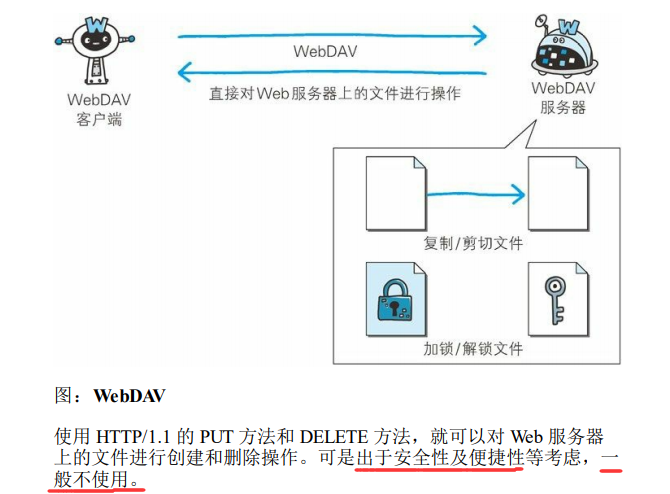 W
W
WebDAV
WebDAV
客户端
直接对Web服务器上的文件进行操作
WebDAV
服务器
复制/剪切文件
加锁/解锁文件
图：WebDAV
使用 HTTP/1.1 的 PUT 方法和 DELETE 方法，就可以对 Web 服务器
上的文件进行创建和删除操作。可是出于安全性及便捷性等考虑，一
般不使用。